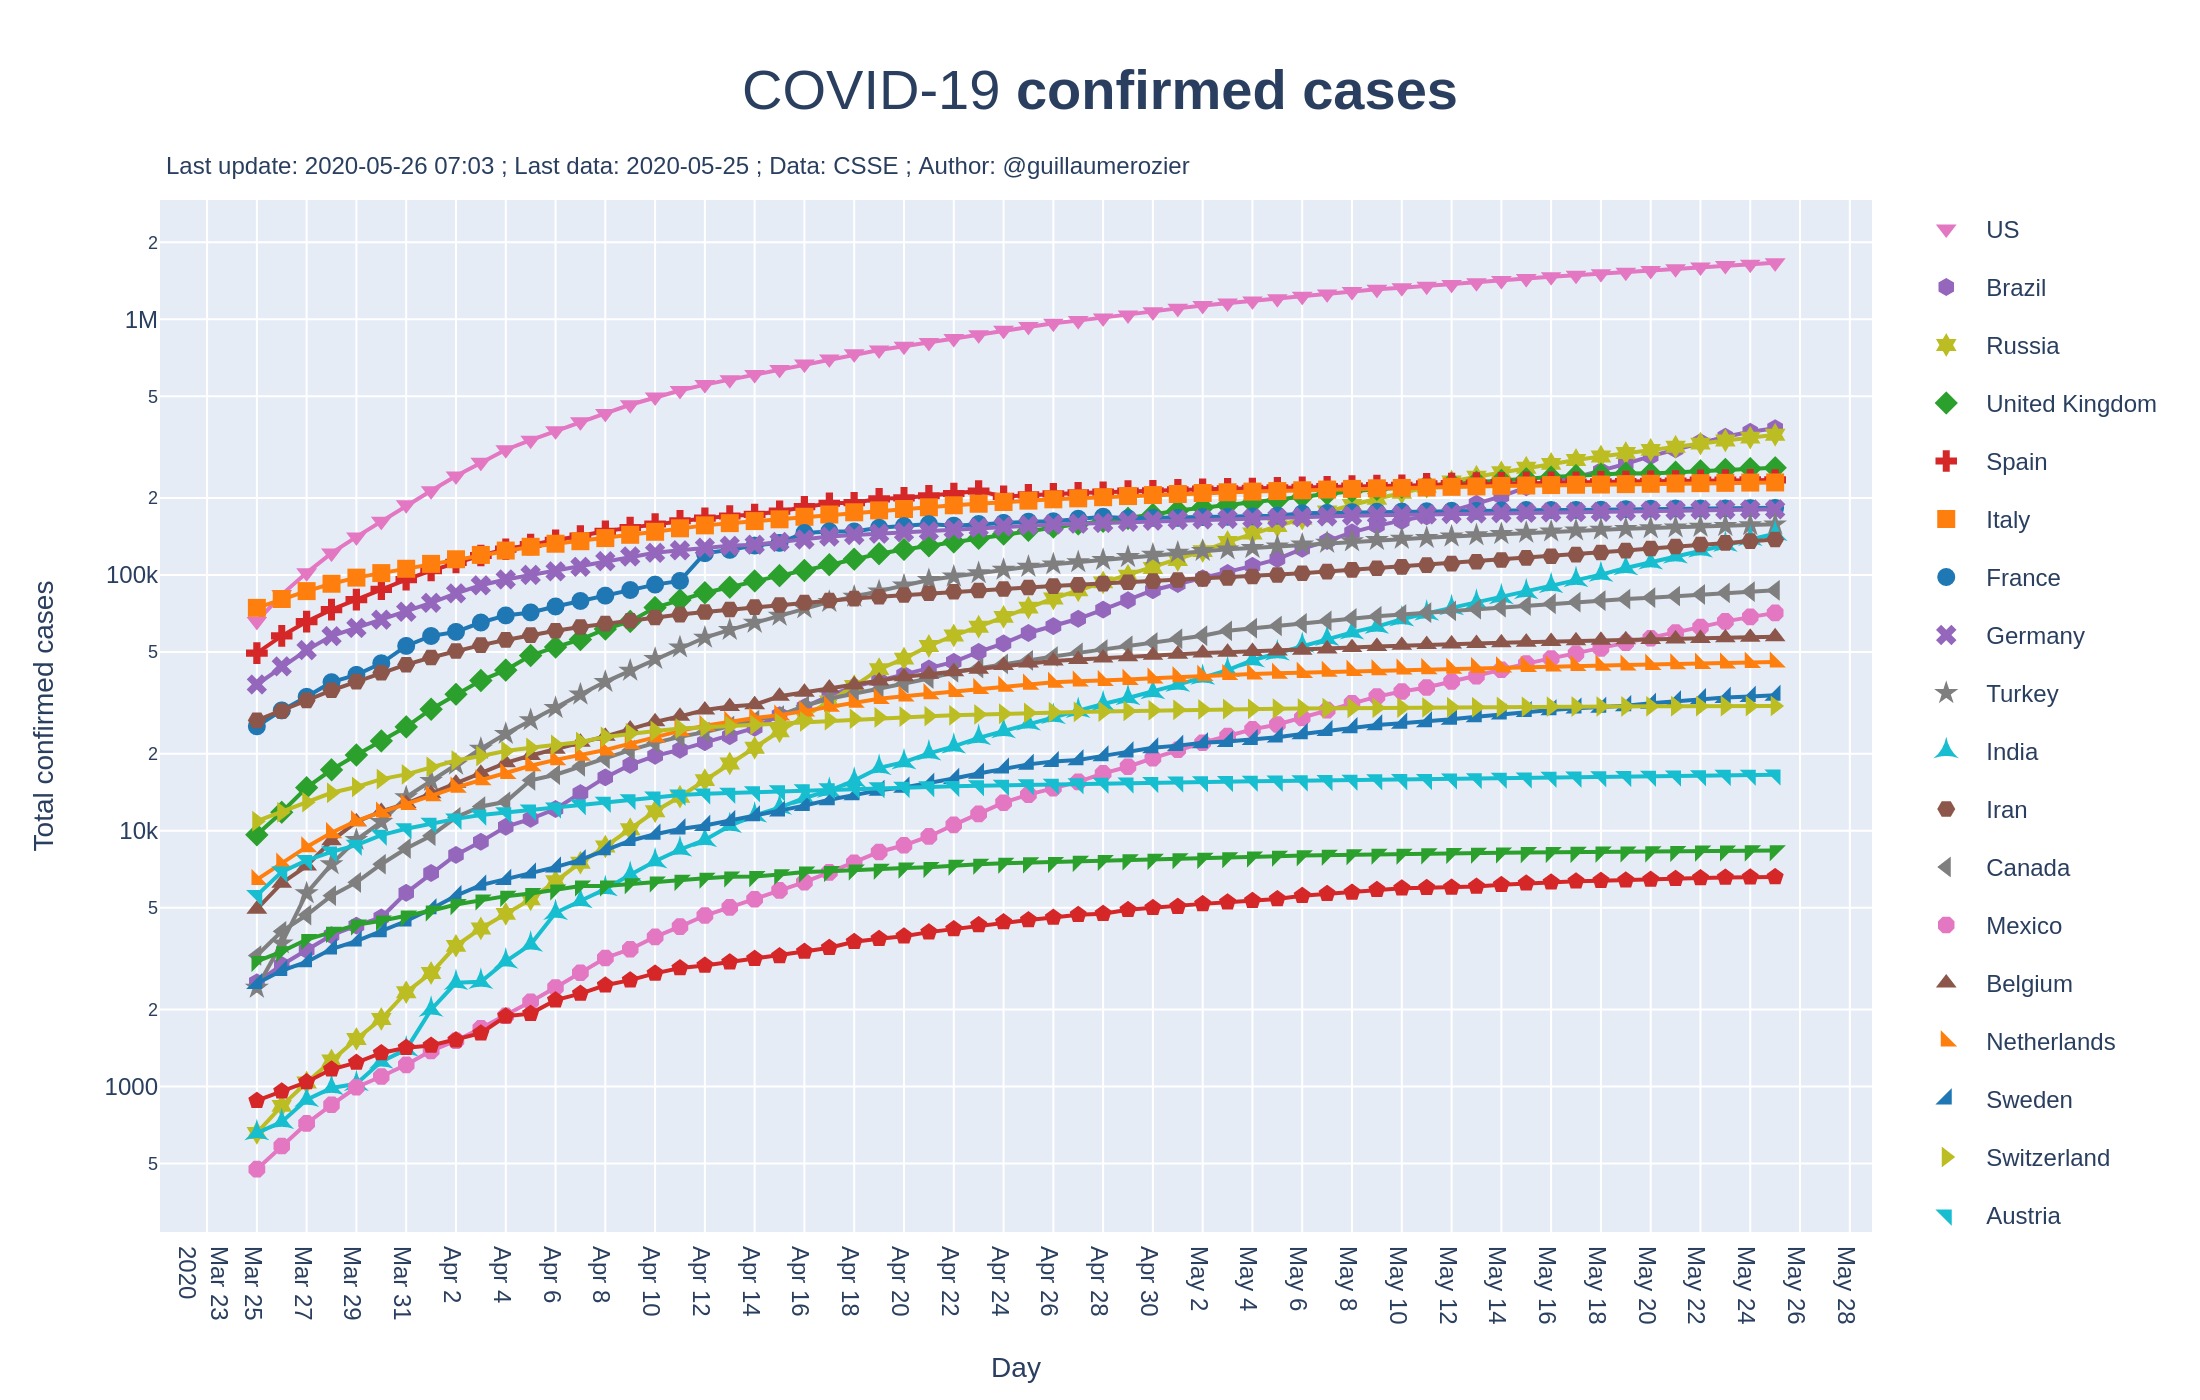 COVID-19 confirmed cases
Last update: 2020-05-26 07:03 ; Last data: 2020-05-25 ; Data: CSSE ; Author: @guillaumerozier
Total confirmed cases
2
1M
5
2
100k
5
2
10k
5
2
1000
5
Mar 23
2020
Mar 25
Mar 27
Mar 29
Mar 31
Apr 2
Apr 4
Apr 6
Apr 8
Apr 10
Apr 12
Apr 14
Apr 16
Apr 18
Apr 20
Apr 22
Apr 24
Apr 26
Apr 28
Apr 30
May 2
May 4
May 6
May 8
May 10
May 12
May 14
May 16
May 18
May 20
May 22
May 24
May 26
May 28
Day
US
Brazil
Russia
United Kingdom
Spain
Italy
France
Germany
Turkey
India
Iran
Canada
Mexico
Belgium
Netherlands
Sweden
Switzerland
Austria